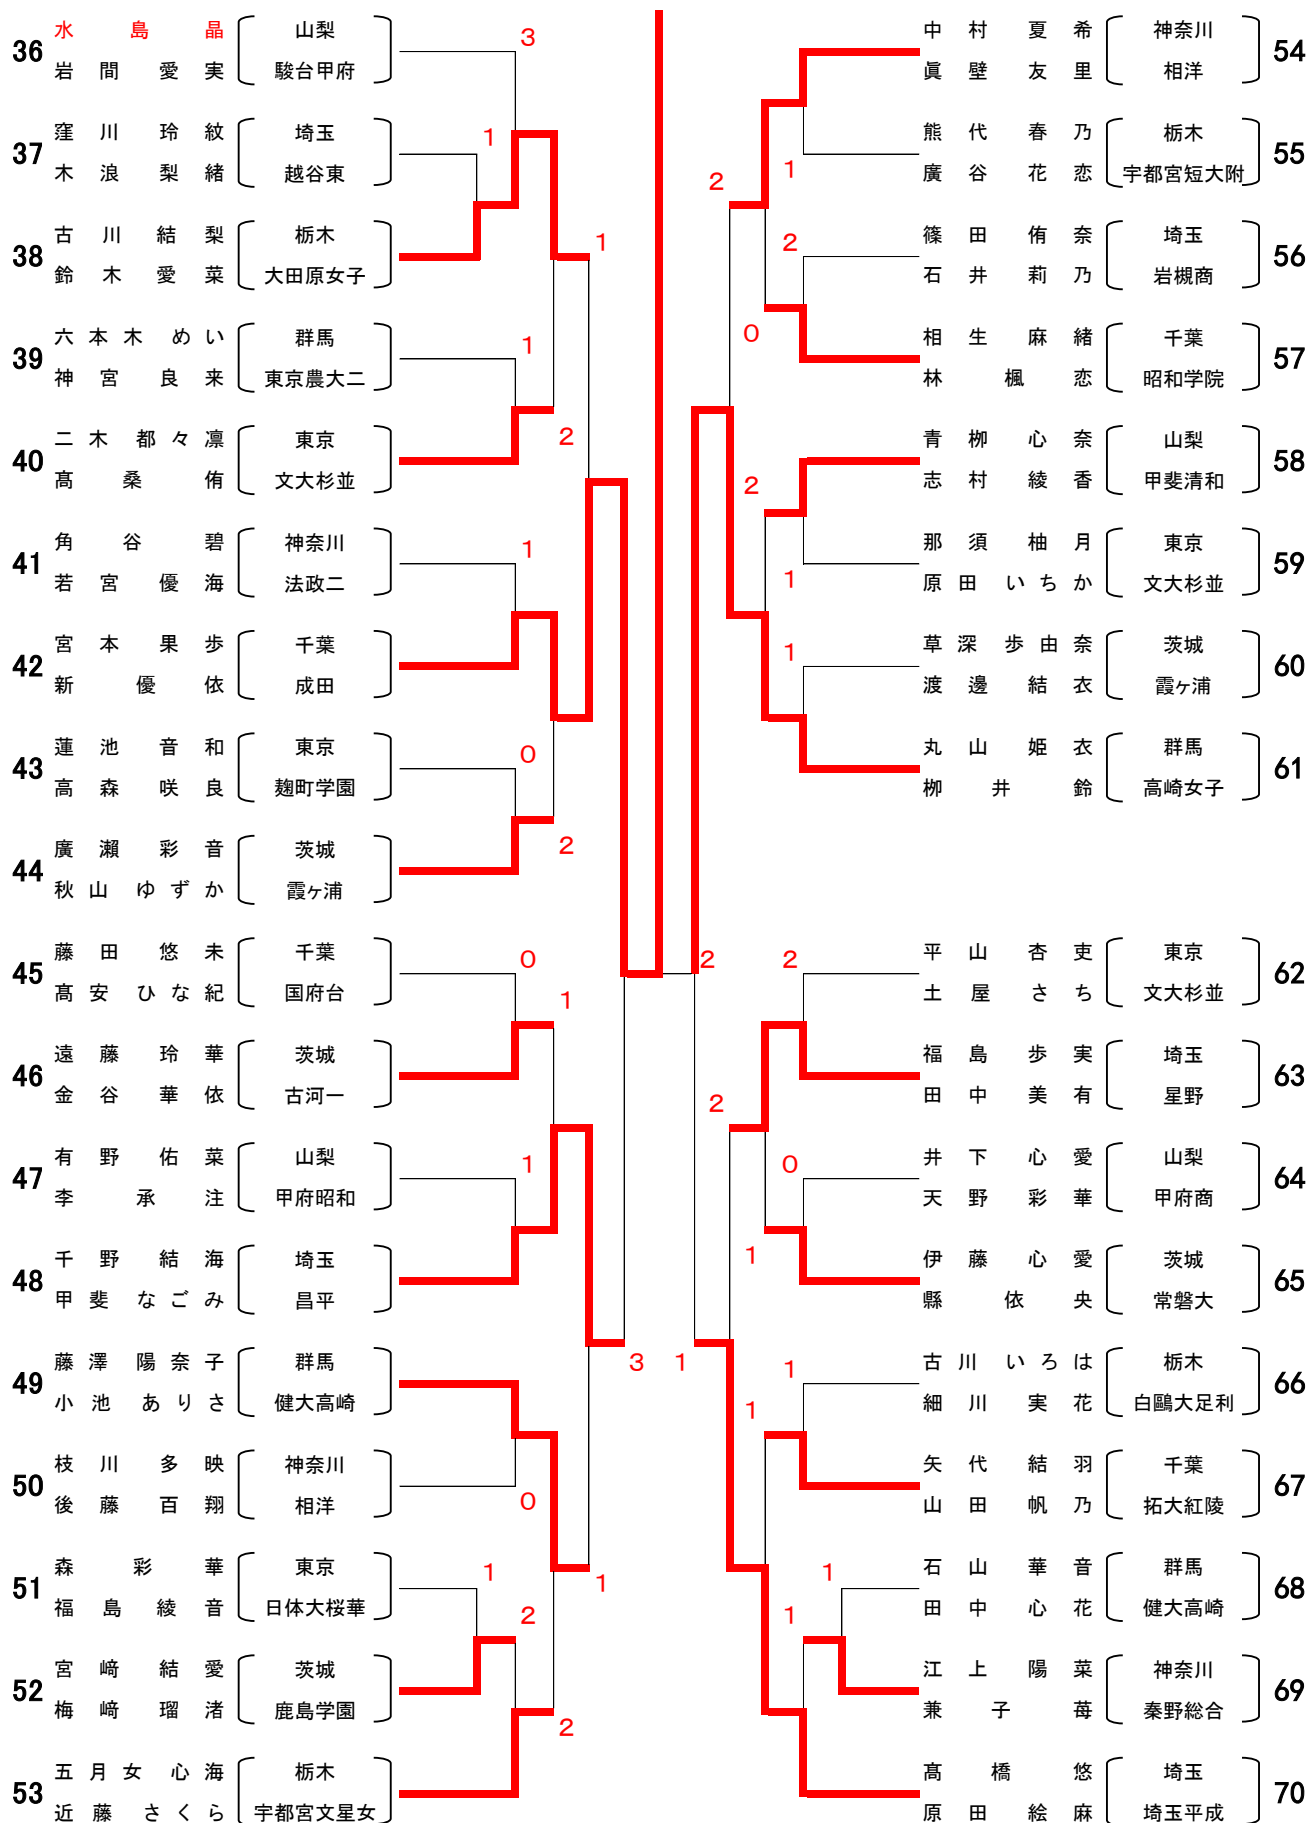 36 水島晶 山梨
岩間愛実 駿台甲府
37 窪川玲紋 埼玉
木浪梨緒 越谷東
38 古川結梨 栃木
鈴木愛菜 大田原女子
39 六本木めい 群馬
神宮良来 東京農大二
40 二木都々凛 東京
髙桑侑 文大杉並
41 角谷碧 神奈川
若宮優海 法政二
42 宮本果歩 千葉
新優依 成田
43 蓮池音和 東京
高森咲良 麹町学園
44 廣瀬彩音 茨城
秋山ゆずか 霞ヶ浦
45 藤田悠未 千葉
髙安ひな紀 国府台
46 遠藤玲華 茨城
金谷華依 古河一
47 有野佑菜 山梨
李承注 甲府昭和
48 千野結海 埼玉
甲斐なごみ 昌平
49 藤澤陽奈子 群馬
小池ありさ 健大高崎
50 枝川多映 神奈川
後藤百翔 相洋
51 森彩華 東京
福島綾音 日体大桜華
52 宮﨑結愛 茨城
梅﨑瑠渚 鹿島学園
53 五月女心海 栃木
近藤さくら 宇都宮文星女
3
1
1
1
2
1
0
2
0
1
1
3
0
1
1
2
2
中村夏希 神奈川 54
眞壁友里 相洋
熊代春乃 栃木 55
廣谷花恋 宇都宮短大附
篠田侑奈 埼玉 56
石井莉乃 岩槻商
相生麻緒 千葉 57
林楓恋 昭和学院
青栁心奈 山梨 58
志村綾香 甲斐清和
那須柚月 東京 59
原田いちか 文大杉並
草深歩由奈 茨城 60
渡邊結衣 霞ヶ浦
丸山姫衣 群馬 61
栁井鈴 高崎女子
平山杏吏 東京 62
土屋さち 文大杉並
福島歩実 埼玉 63
田中美有 星野
井下心愛 山梨 64
天野彩華 甲府商
伊藤心愛 茨城 65
縣依央 常磐大
古川いろは 栃木 66
細川実花 白鷗大足利
矢代結羽 千葉 67
山田帆乃 拓大紅陵
石山華音 群馬 68
田中心花 健大高崎
江上陽菜 神奈川 69
兼子苺 秦野総合
髙橋悠 埼玉 70
原田絵麻 埼玉平成
1
2
2
0
2
1
1
2
2
2
0
1
1
1
1
1
1